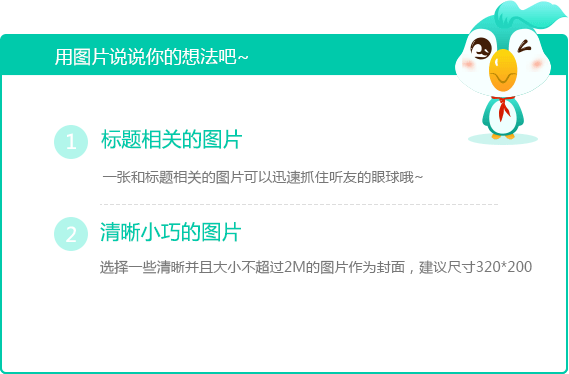 用图片说说你的想法吧~
1 标题相关的图片
一张和标题相关的图片可以迅速抓住听友的眼球哦~
2 清晰小巧的图片
选择一些清晰并且大小不超过2M的图片作为封面，建议尺寸320*200